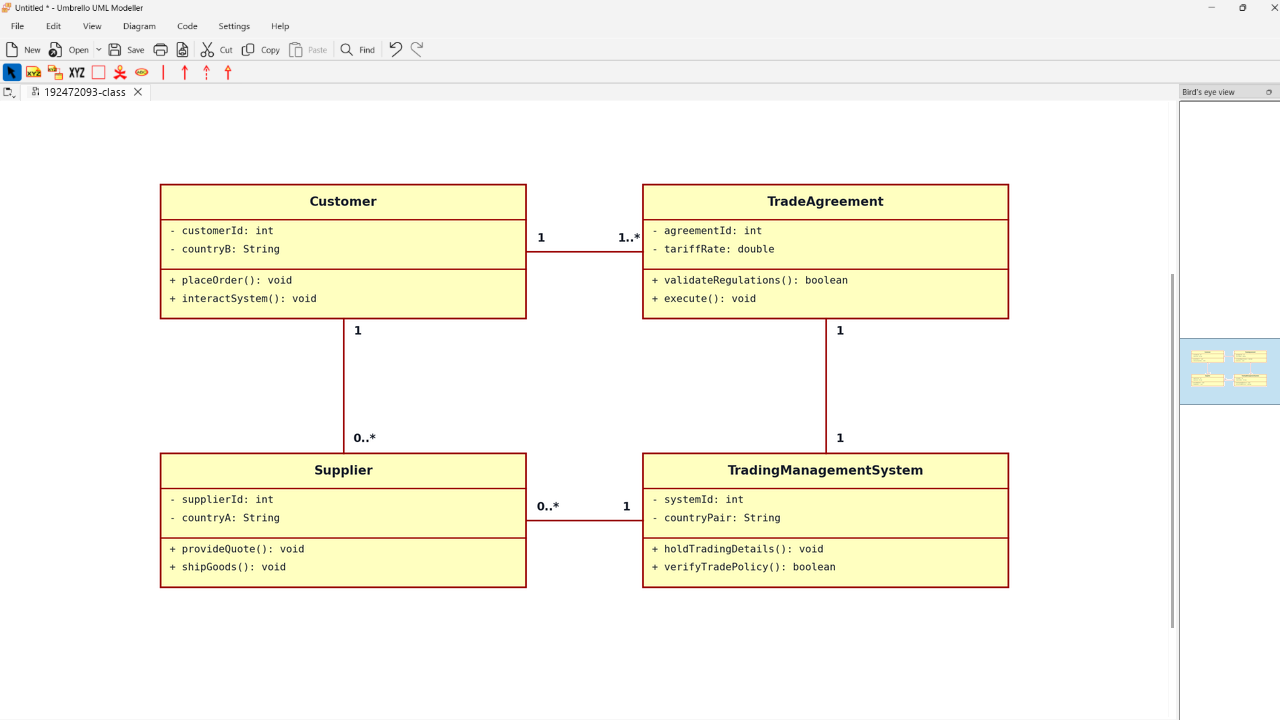 Untitled * - Umbrello UML Modeller
File Edit View Diagram Code Settings Help
New Open Save Cut Copy Paste Find
XYZ XYZ
192472093-class
Bird's eye view
Customer
- customerId: int
- countryB: String
+ placeOrder(): void
+ interactSystem(): void
1 1..*
TradeAgreement
- agreementId: int
- tariffRate: double
+ validateRegulations(): boolean
+ execute(): void
1
0..*
1
1
Supplier
- supplierId: int
- countryA: String
+ provideQuote(): void
+ shipGoods(): void
0..* 1
TradingManagementSystem
- systemId: int
- countryPair: String
+ holdTradingDetails(): void
+ verifyTradePolicy(): boolean